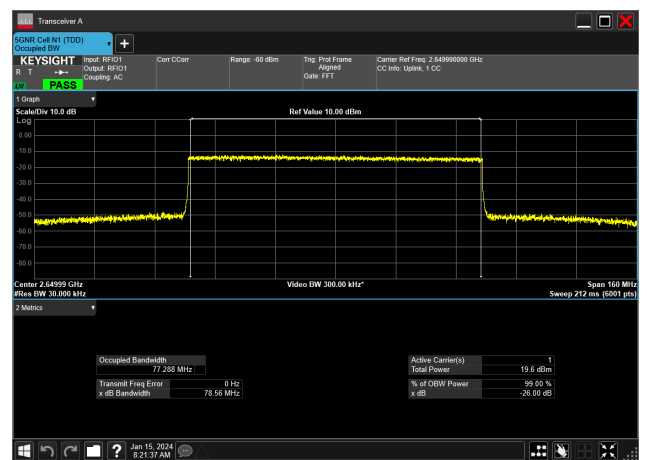 Transceiver A
5GNR Cell N1 (TDD)
Occupied BW
KEYSIGHT
R T
LV
PASS
Input: RFIO1
Output: RFIO1
Coupling: AC
Corr CCorr
Range: -60 dBm
Trig: Prot Frame
Aligned
Gate: FFT
Carrier Ref Freq: 2.649990000 GHz
CC Info: Uplink, 1 CC
1 Graph
Scale/Div 10.0 dB
Ref Value 10.00 dBm
Log
0.00
-10.0
-20.0
-30.0
-40.0
-50.0
-60.0
-70.0
-80.0
Center 2.64999 GHz
Video BW 300.00 kHz*
Span 160 MHz
#Res BW 30.000 kHz
Sweep 212 ms (6001 pts)
2 Metrics
Occupied Bandwidth
77.288 MHz
Transmit Freq Error 0 Hz
x dB Bandwidth 78.56 MHz
Active Carrier(s) 1
Total Power 19.6 dBm
% of OBW Power 99.00 %
x dB -26.00 dB
Jan 15, 2024
8:21:37 AM